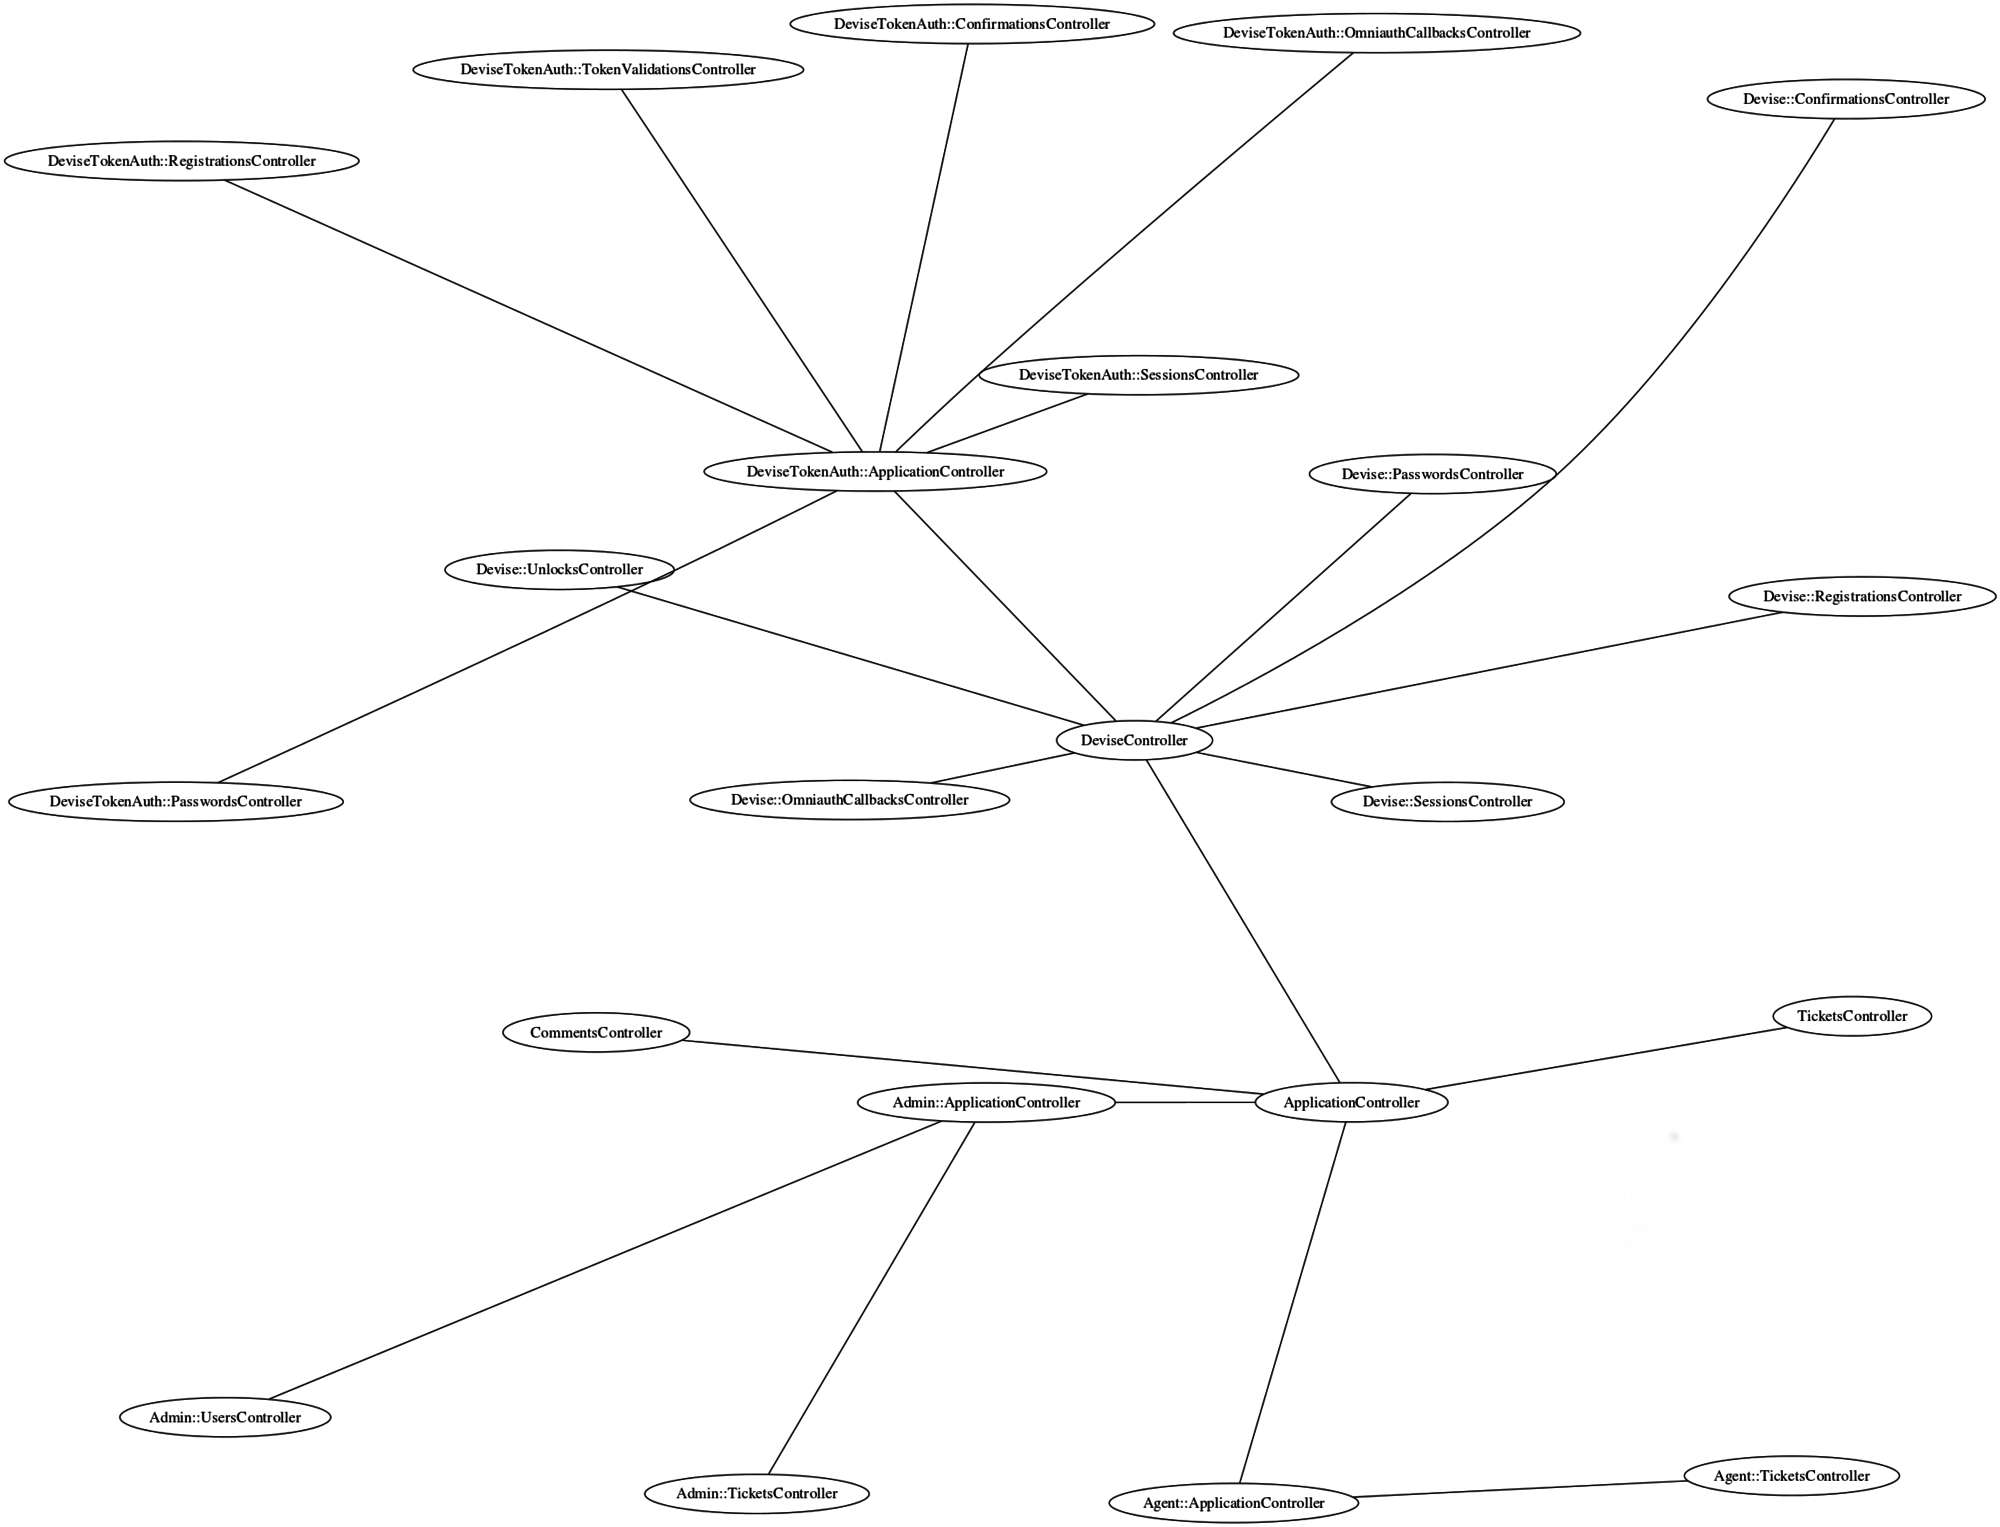 DeviseTokenAuth::ConfirmationsController
DeviseTokenAuth::OmniauthCallbacksController
DeviseTokenAuth::TokenValidationsController
Devise::ConfirmationsController
DeviseTokenAuth::RegistrationsController
DeviseTokenAuth::SessionsController
DeviseTokenAuth::ApplicationController
Devise::PasswordsController
Devise::UnlocksController
Devise::RegistrationsController
DeviseController
DeviseTokenAuth::PasswordsController
Devise::OmniauthCallbacksController
Devise::SessionsController
TicketsController
CommentsController
Admin::ApplicationController
ApplicationController
Admin::UsersController
Agent::TicketsController
Admin::TicketsController
Agent::ApplicationController